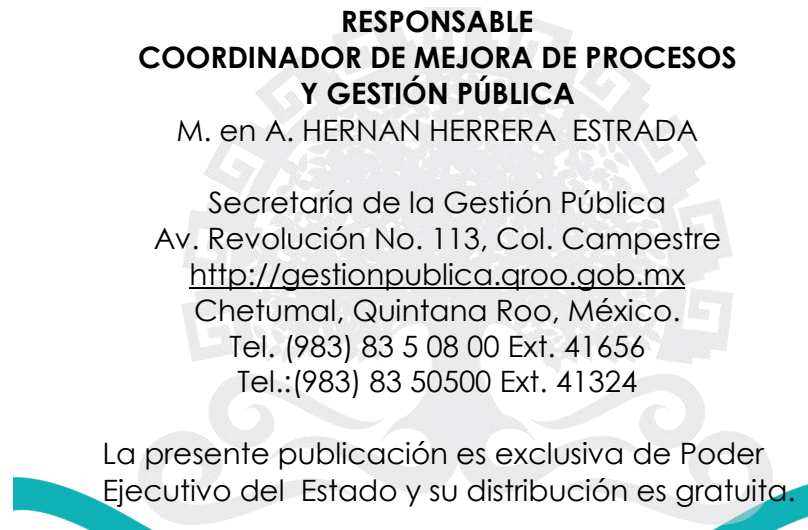 RESPONSABLE
COORDINADOR DE MEJORA DE PROCESOS
Y GESTIÓN PÚBLICA
M. en A. HERNAN HERRERA  ESTRADA
Secretaría de la Gestión Pública
Av. Revolución No. 113, Col. Campestre
http://gestionpublica.qroo.gob.mx
Chetumal, Quintana Roo, México.
Tel. (983) 83 5 08 00 Ext. 41656
Tel.:(983) 83 50500 Ext. 41324
La presente publicación es exclusiva de Poder
Ejecutivo del  Estado y su distribución es gratuita.